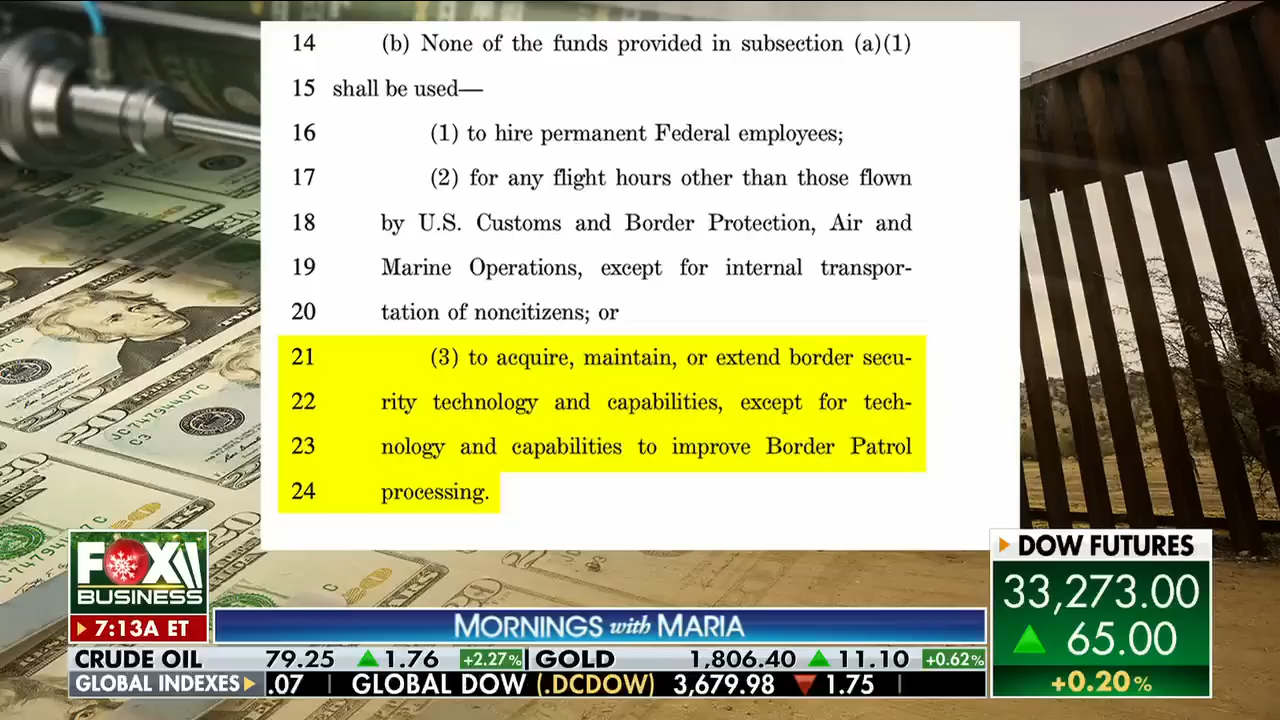 14 (b) None of the funds provided in subsection (a)(1)
15 shall be used—
16 (1) to hire permanent Federal employees;
17 (2) for any flight hours other than those flown
18 by U.S. Customs and Border Protection, Air and
19 Marine Operations, except for internal transpor-
20 tation of noncitizens; or
21 (3) to acquire, maintain, or extend border secu-
22 rity technology and capabilities, except for tech-
23 nology and capabilities to improve Border Patrol
24 processing.
FOX
BUSINESS
7:13A ET
MORNINGS with MARIA
DOW FUTURES
33,273.00
65.00
+0.20%
CRUDE OIL 79.25 1.76 +2.27% GOLD 1,806.40 11.10 +0.62%
GLOBAL INDEXES .07 GLOBAL DOW (.DCDOW) 3,679.98 1.75